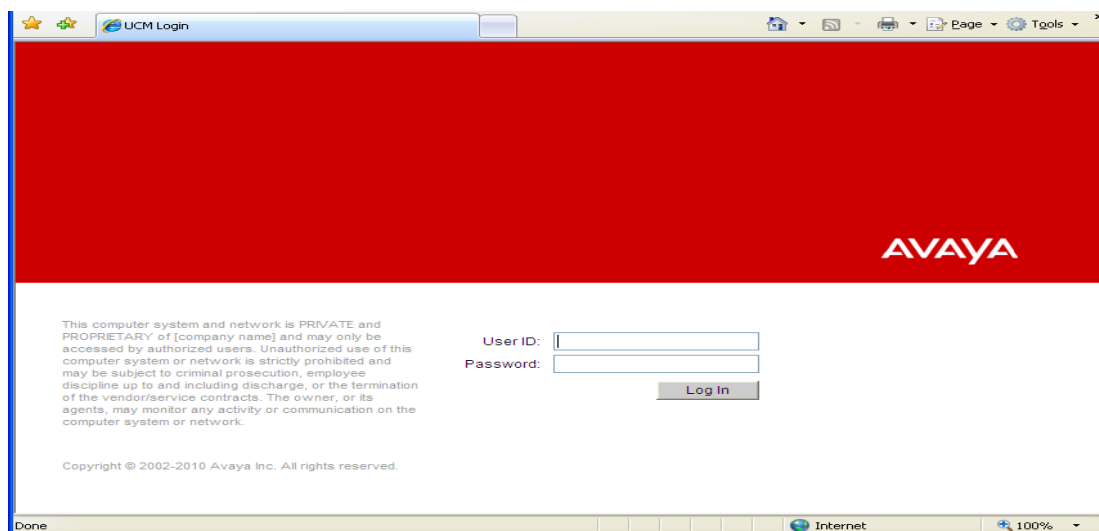 UCM Login
Page
Tools
AVAYA
This computer system and network is PRIVATE and
PROPRIETARY of [company name] and may only be
accessed by authorized users. Unauthorized use of this
computer system or network is strictly prohibited and
may be subject to criminal prosecution, employee
discipline up to and including discharge, or the termination
of the vendor/service contracts. The owner, or its
agents, may monitor any activity or communication on the
computer system or network.
User ID:
Password:
Log In
Copyright © 2002-2010 Avaya Inc. All rights reserved.
Done
Internet
100%